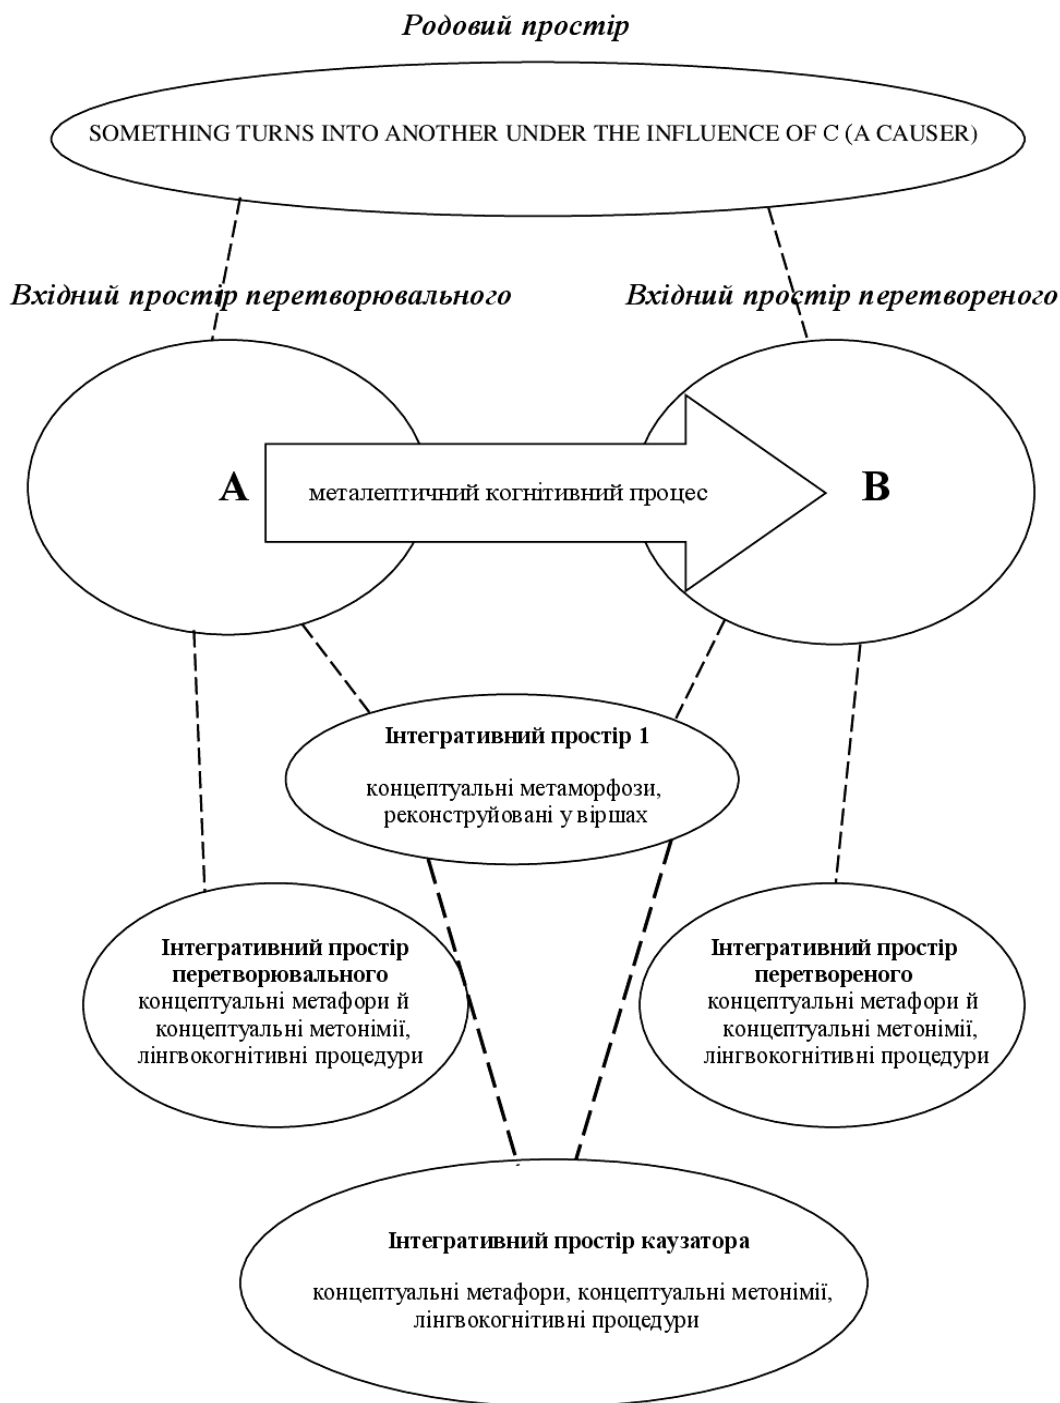 Родовий простір
SOMETHING TURNS INTO ANOTHER UNDER THE INFLUENCE OF C (A CAUSER)
Вхідний простір перетворювального
Вхідний простір перетвореного
A
металептичний когнітивний процес
B
Інтегративний простір 1
концептуальні метаморфози,
реконструйовані у віршах
Інтегративний простір
перетворювального
концептуальні метафори й
концептуальні метонімії,
лінгвокогнітивні процедури
Інтегративний простір
перетвореного
концептуальні метафори й
концептуальні метонімії,
лінгвокогнітивні процедури
Інтегративний простір каузатора
концептуальні метафори, концептуальні метонімії,
лінгвокогнітивні процедури